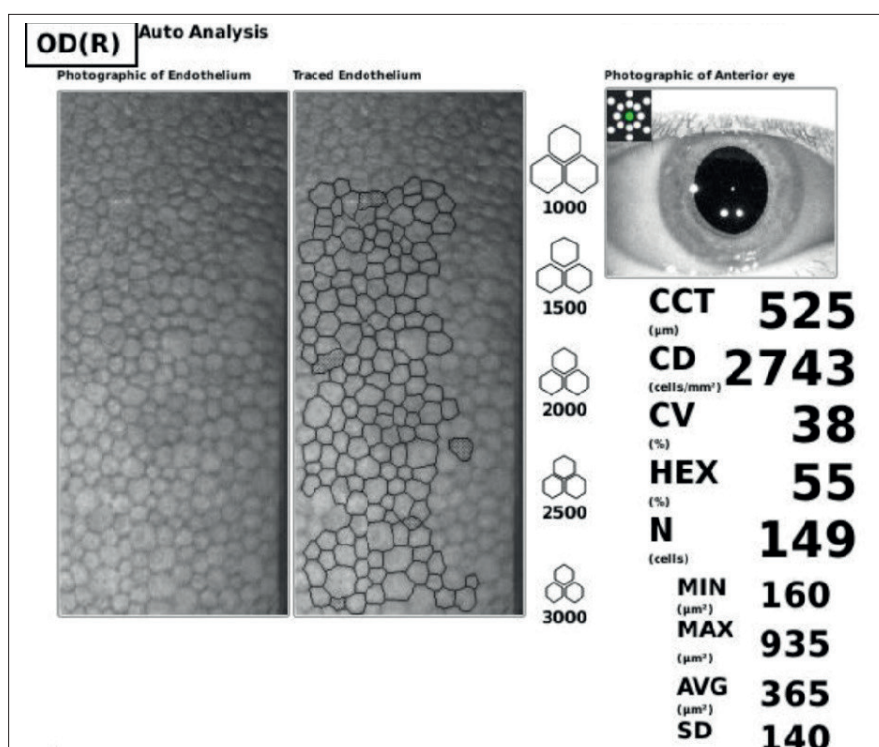 OD(R) Auto Analysis
Photographic of Endothelium Traced Endothelium Photographic of Anterior eye
1000
1500
2000
2500
3000
CCT 525
(μm)
CD 2743
(cells/mm²)
CV 38
(%)
HEX 55
(%)
N 149
(cells)
MIN 160
(μm²)
MAX 935
(μm²)
AVG 365
(μm²)
SD 140